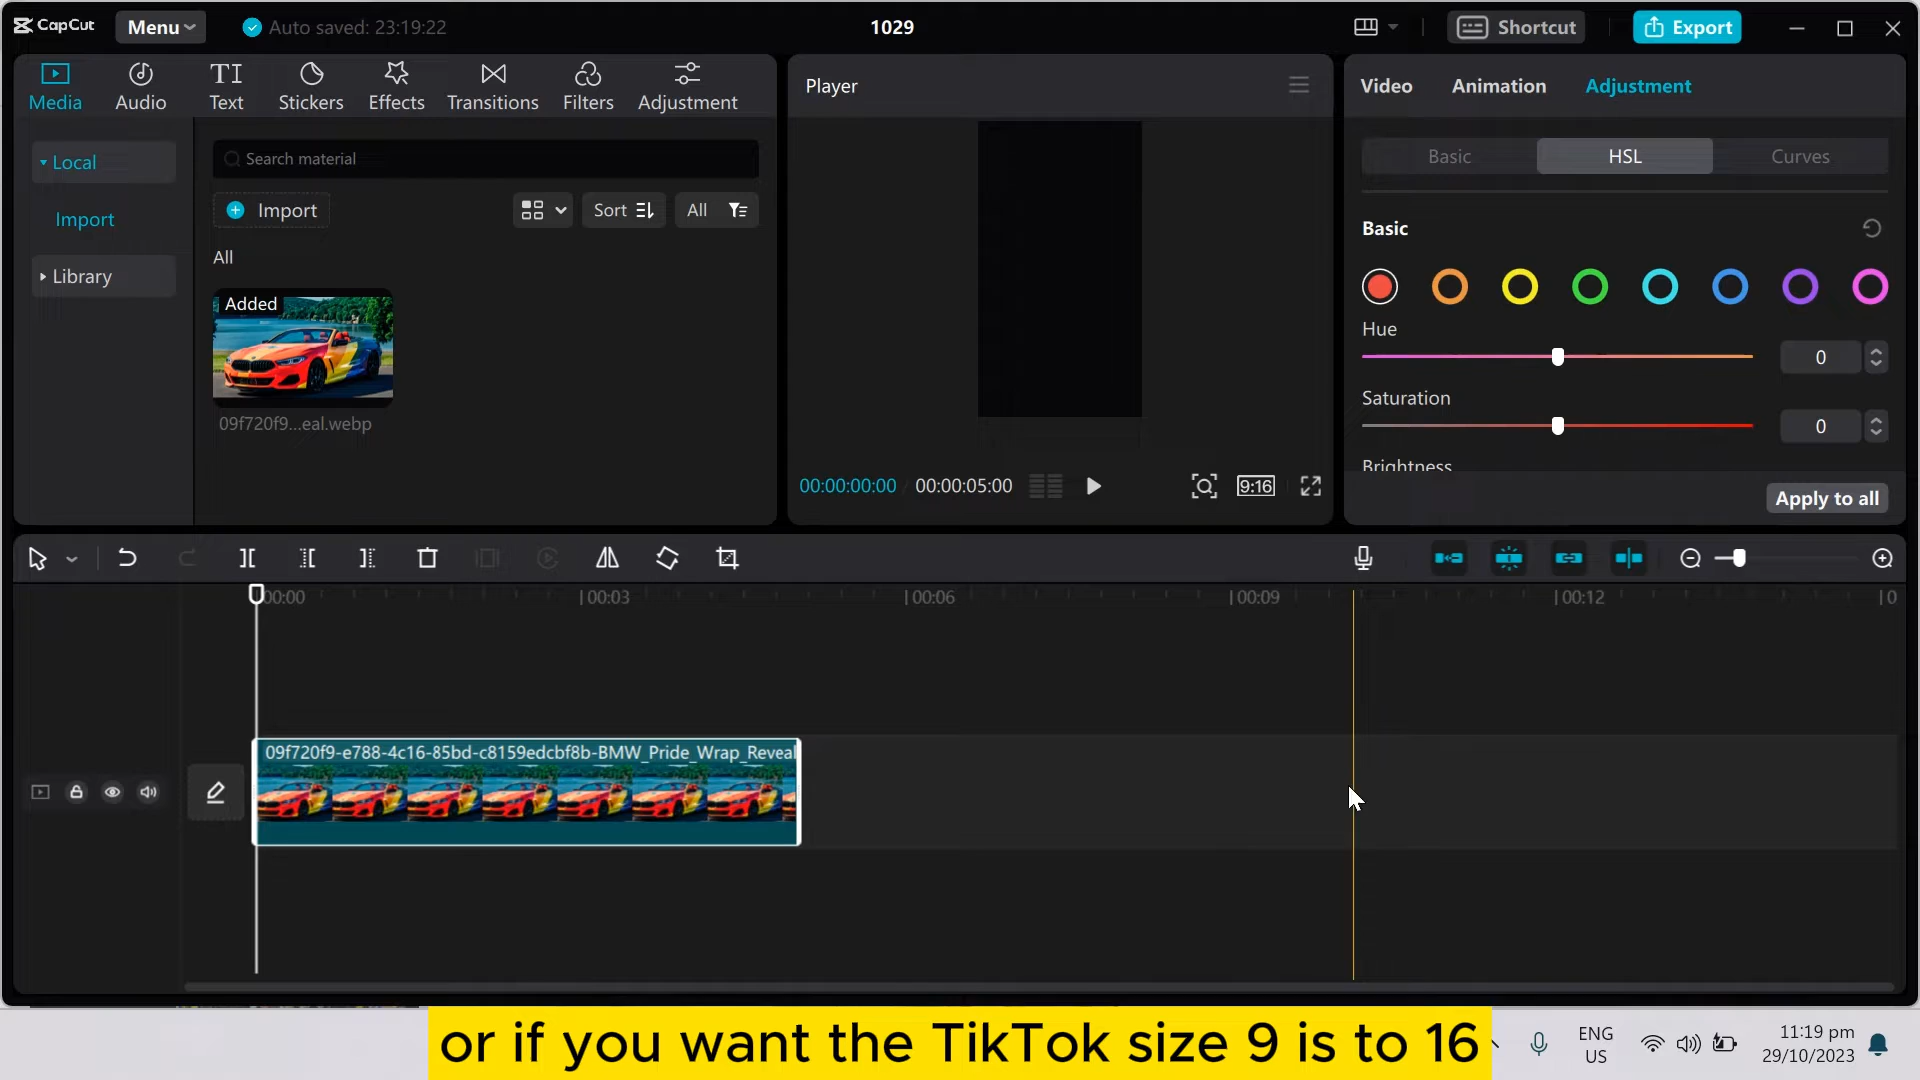 CapCut
Menu
Auto saved: 23:19:22
1029
Shortcut
Export
Media
Audio
TI
Text
Stickers
Effects
Transitions
Filters
Adjustment
Local
Import
Library
Search material
Import
Sort
All
All
Added
09f720f9...eal.webp
Player
00:00:00:00 / 00:00:05:00
9:16
Video
Animation
Adjustment
Basic
HSL
Curves
Basic
Hue
0
Saturation
0
Brightness
Apply to all
00:00
00:03
00:06
00:09
00:12
0
09f720f9-e788-4c16-85bd-c8159edcbf8b-BMW_Pride_Wrap_Reveal
or if you want the TikTok size 9 is to 16
ENG
US
11:19 pm
29/10/2023